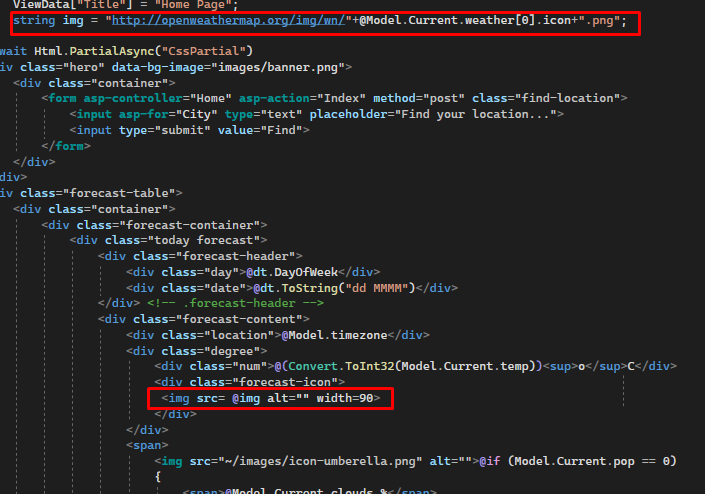 ViewData["Title"] = "Home Page";
string img = "http://openweathermap.org/img/wn/"+@Model.Current.weather[0].icon+".png";
wait Html.PartialAsync("CssPartial")
iv class="hero" data-bg-image="images/banner.png">
<div class="container">
<form asp-controller="Home" asp-action="Index" method="post" class="find-location">
<input asp-for="City" type="text" placeholder="Find your location...">
<input type="submit" value="Find">
</form>
</div>
div>
iv class="forecast-table">
<div class="container">
<div class="forecast-container">
<div class="today forecast">
<div class="forecast-header">
<div class="day">@dt.DayOfWeek</div>
<div class="date">@dt.ToString("dd MMMM")</div>
</div> <!-- .forecast-header -->
<div class="forecast-content">
<div class="location">@Model.timezone</div>
<div class="degree">
<div class="num">@(Convert.ToInt32(Model.Current.temp))<sup>o</sup>C</div>
<div class="forecast-icon">
<img src= @img alt="" width=90>
</div>
</div>
<span>
<img src="~/images/icon-umberella.png" alt="">@if (Model.Current.pop == 0)
{
<span>@Model.Current.clouds %</span>